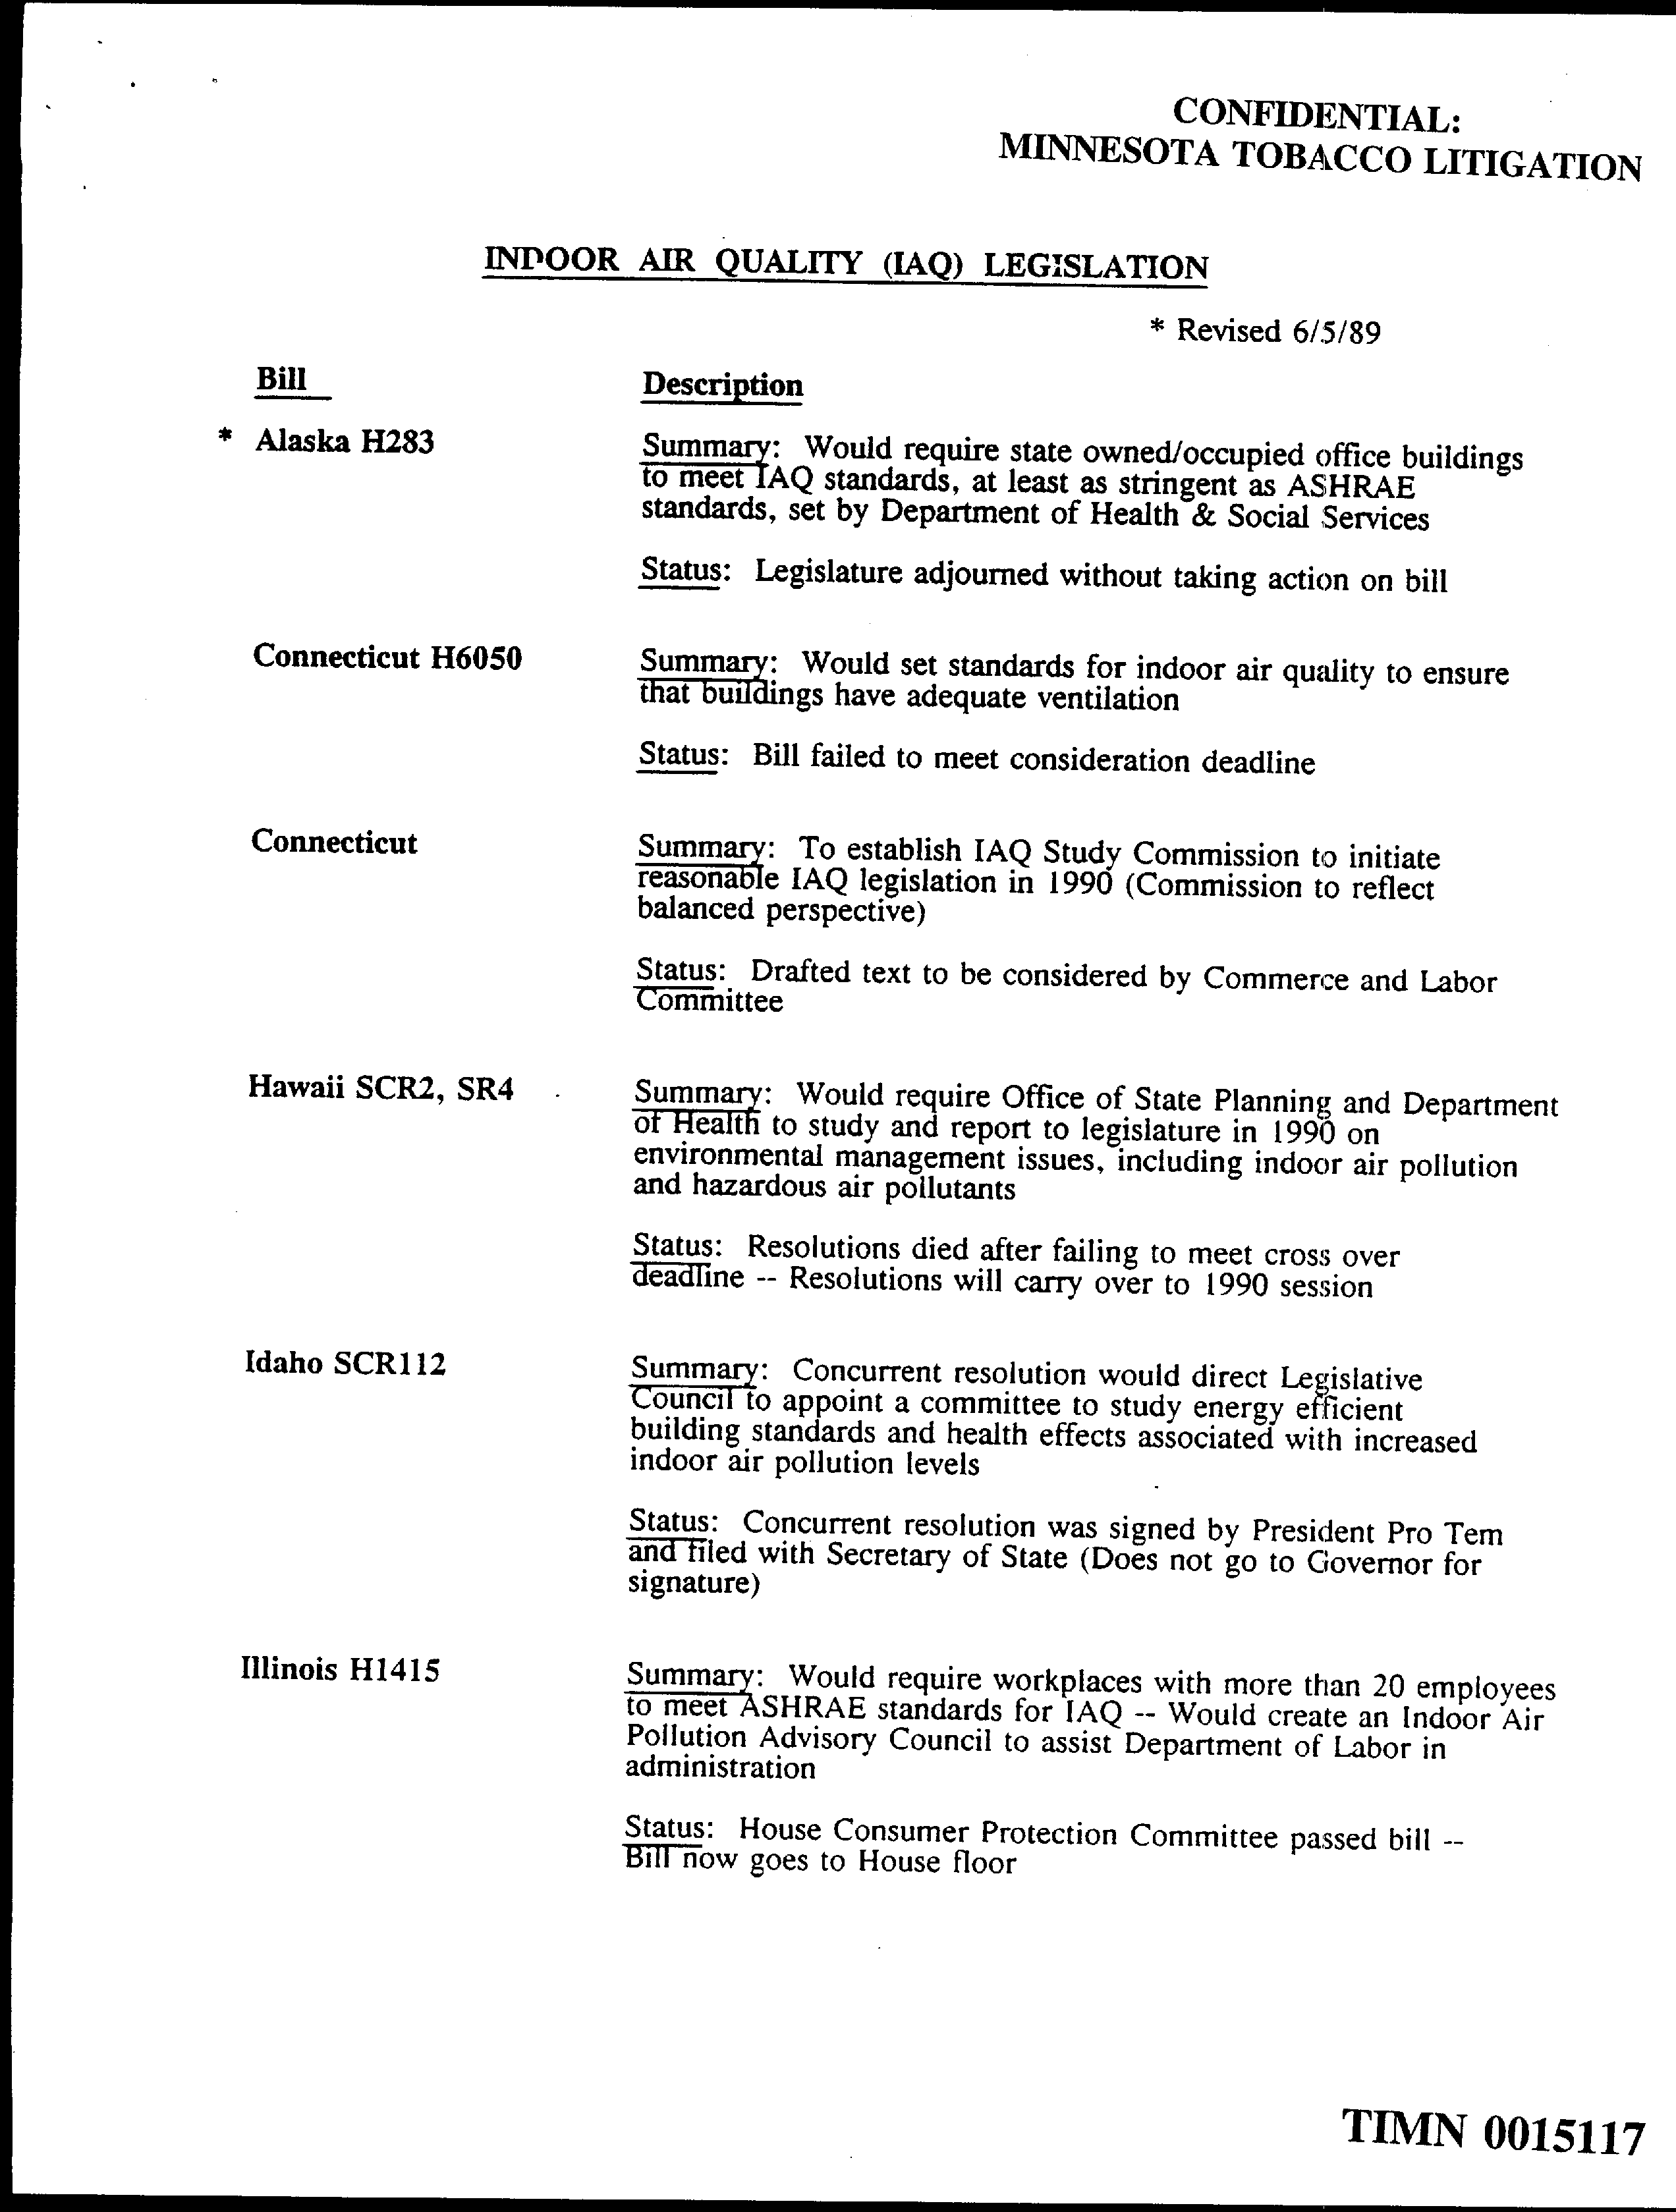 CONFIDENTIAL:
MINNESOTA TOBACCO LITIGATION
INDOOR AIR QUALITY (IAQ) LEGISLATION
* Revised 6/5/89
Bill
Description
* Alaska H283
Summary: Would require state owned/occupied office buildings
to meet IAQ standards, at least as stringent as ASHRAE
standards, set by Department of Health & Social Services
Status: Legislature adjourned without taking action on bill
Connecticut H6050
Summary: Would set standards for indoor air quality to ensure
that buildings have adequate ventilation
Status: Bill failed to meet consideration deadline
Connecticut
Summary: To establish IAQ Study Commission to initiate
reasonable IAQ legislation in 1990 (Commission to reflect
balanced perspective)
Status: Drafted text to be considered by Commerce and Labor
Committee
Hawaii SCR2, SR4
Summary: Would require Office of State Planning and Department
of Health to study and report to legislature in 1990 on
environmental management issues, including indoor air pollution
and hazardous air pollutants
Status: Resolutions died after failing to meet cross over
deadline -- Resolutions will carry over to 1990 session
Idaho SCR112
Summary: Concurrent resolution would direct Legislative
Council to appoint a committee to study energy efficient
building standards and health effects associated with increased
indoor air pollution levels
Status: Concurrent resolution was signed by President Pro Tem
and filed with Secretary of State (Does not go to Governor for
signature)
Illinois H1415
Summary: Would require workplaces with more than 20 employees
to meet ASHRAE standards for IAQ -- Would create an Indoor Air
Pollution Advisory Council to assist Department of Labor in
administration
Status: House Consumer Protection Committee passed bill --
Bill now goes to House floor
TIMN 0015117